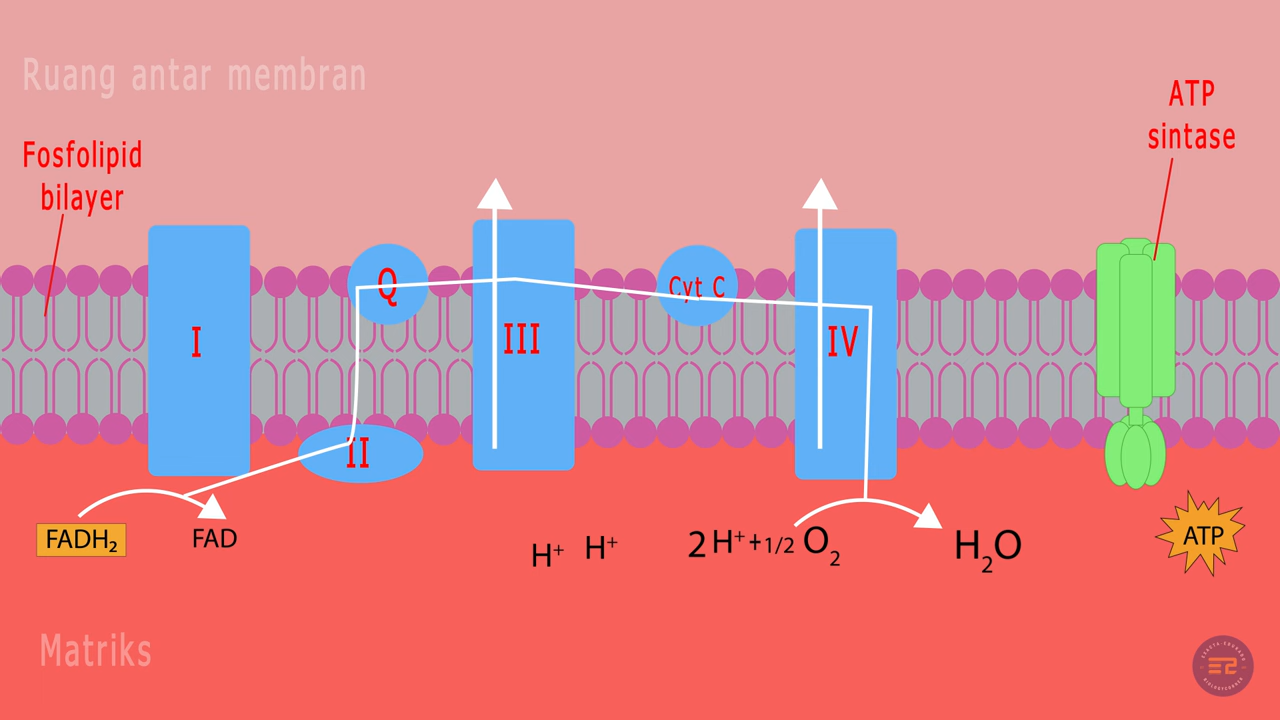 Ruang antar membran
ATP
sintase
Fosfolipid
bilayer
I
Q
III
Cyt C
IV
II
FADH₂
FAD
H⁺ H⁺
2 H⁺ + 1/2 O₂
H₂O
ATP
Matriks